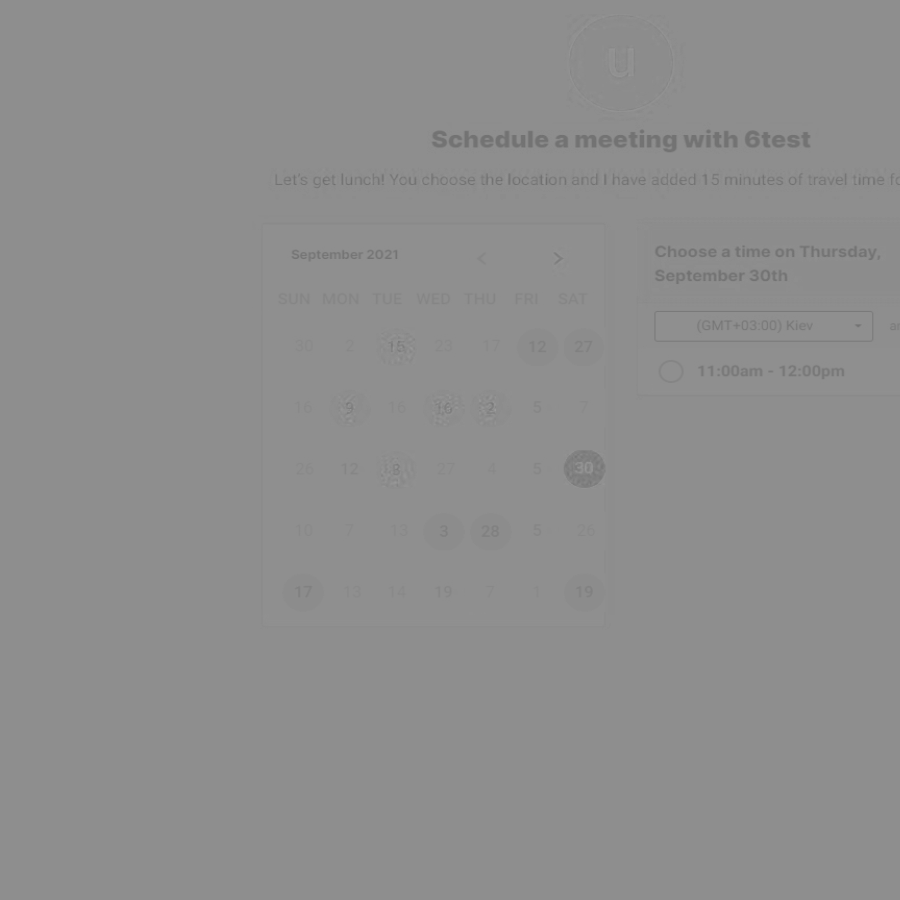 u
Schedule a meeting with 6test
Let's get lunch! You choose the location and I have added 15 minutes of travel time
September 2021 < >
SUN MON TUE WED THU FRI SAT
30 2 15 23 17 12 27
16 9 16 16 2 5 7
26 12 8 27 4 5 30
10 7 13 3 28 5 26
17 13 14 19 7 1 19
Choose a time on Thursday,
September 30th
(GMT+03:00) Kiev
11:00am - 12:00pm